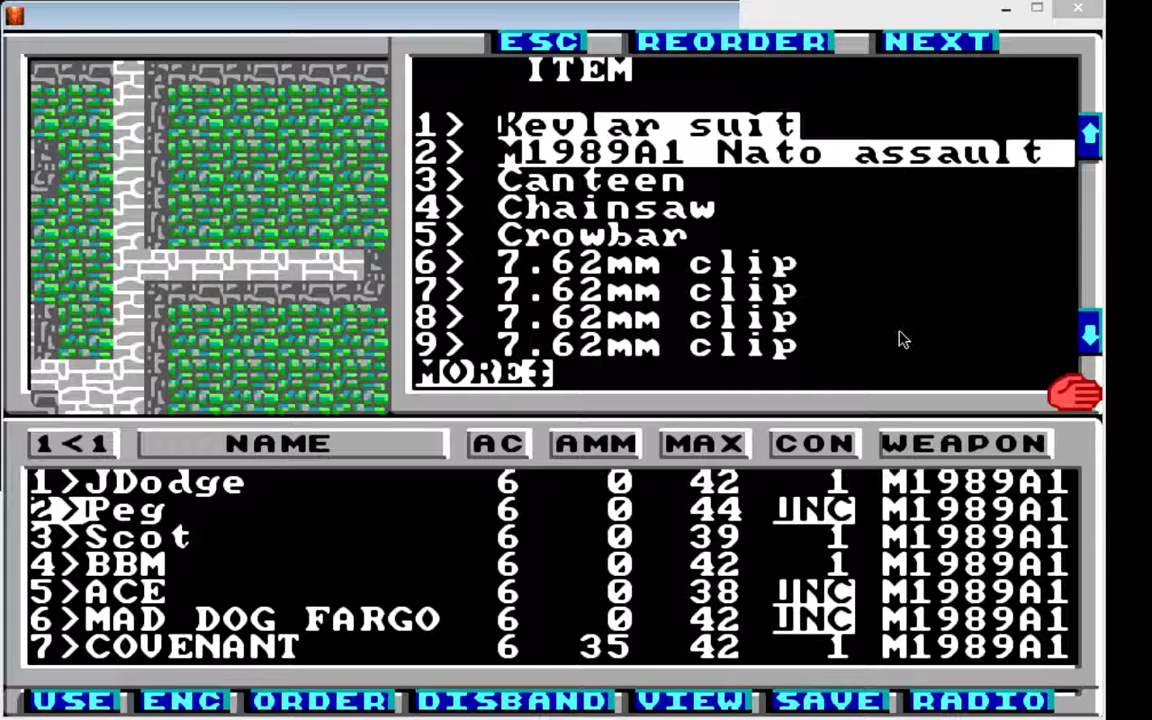 ESC REORDER NEXT
ITEM
1> Kevlar suit
2> M1989A1 Nato assault
3> Canteen
4> Chainsaw
5> Crowbar
6> 7.62mm clip
7> 7.62mm clip
8> 7.62mm clip
9> 7.62mm clip
MORE
1<1 NAME AC AMM MAX CON WEAPON
1>JDodge 6 0 42 1 M1989A1
2>Peg 6 0 44 UNC M1989A1
3>Scot 6 0 39 1 M1989A1
4>BBM 6 0 42 1 M1989A1
5>ACE 6 0 38 UNC M1989A1
6>MAD DOG FARGO 6 0 42 UNC M1989A1
7>COVENANT 6 35 42 1 M1989A1
USE ENC ORDER DISBAND VIEW SAVE RADIO